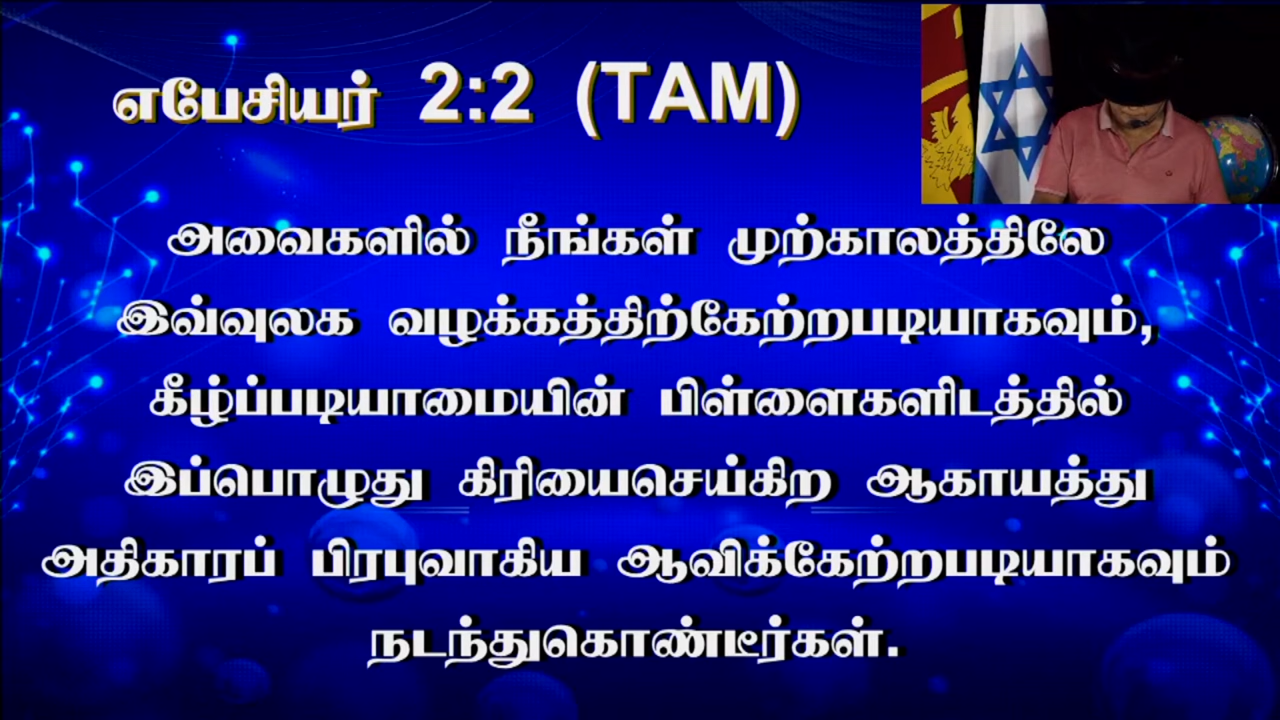 எபேசியர் 2:2 (TAM)
அவைகளில் நீங்கள் முற்காலத்திலே
இவ்வுலக வழக்கத்திற்கேற்றபடியாகவும்,
கீழ்ப்படியாமையின் பிள்ளைகளிடத்தில்
இப்பொழுது கிரியைசெய்கிற ஆகாயத்து
அதிகாரப் பிரபுவாகிய ஆவிக்கேற்றபடியாகவும்
நடந்துகொண்டீர்கள்.